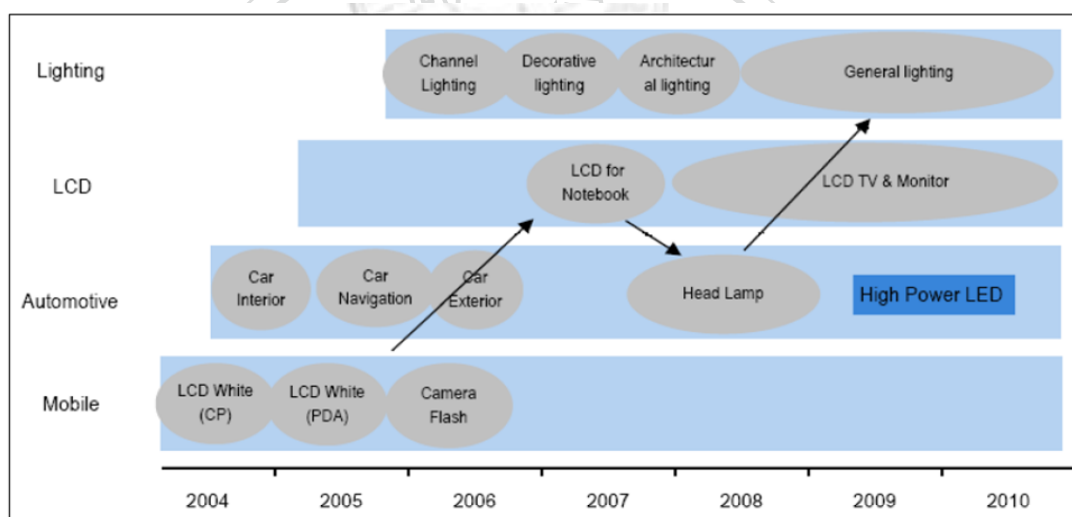 Lighting
Channel
Lighting
Decorative
lighting
Architectur
al lighting
General lighting
LCD
LCD for
Notebook
LCD TV & Monitor
Automotive
Car
Interior
Car
Navigation
Car
Exterior
Head Lamp
High Power LED
Mobile
LCD White
(CP)
LCD White
(PDA)
Camera
Flash
2004
2005
2006
2007
2008
2009
2010